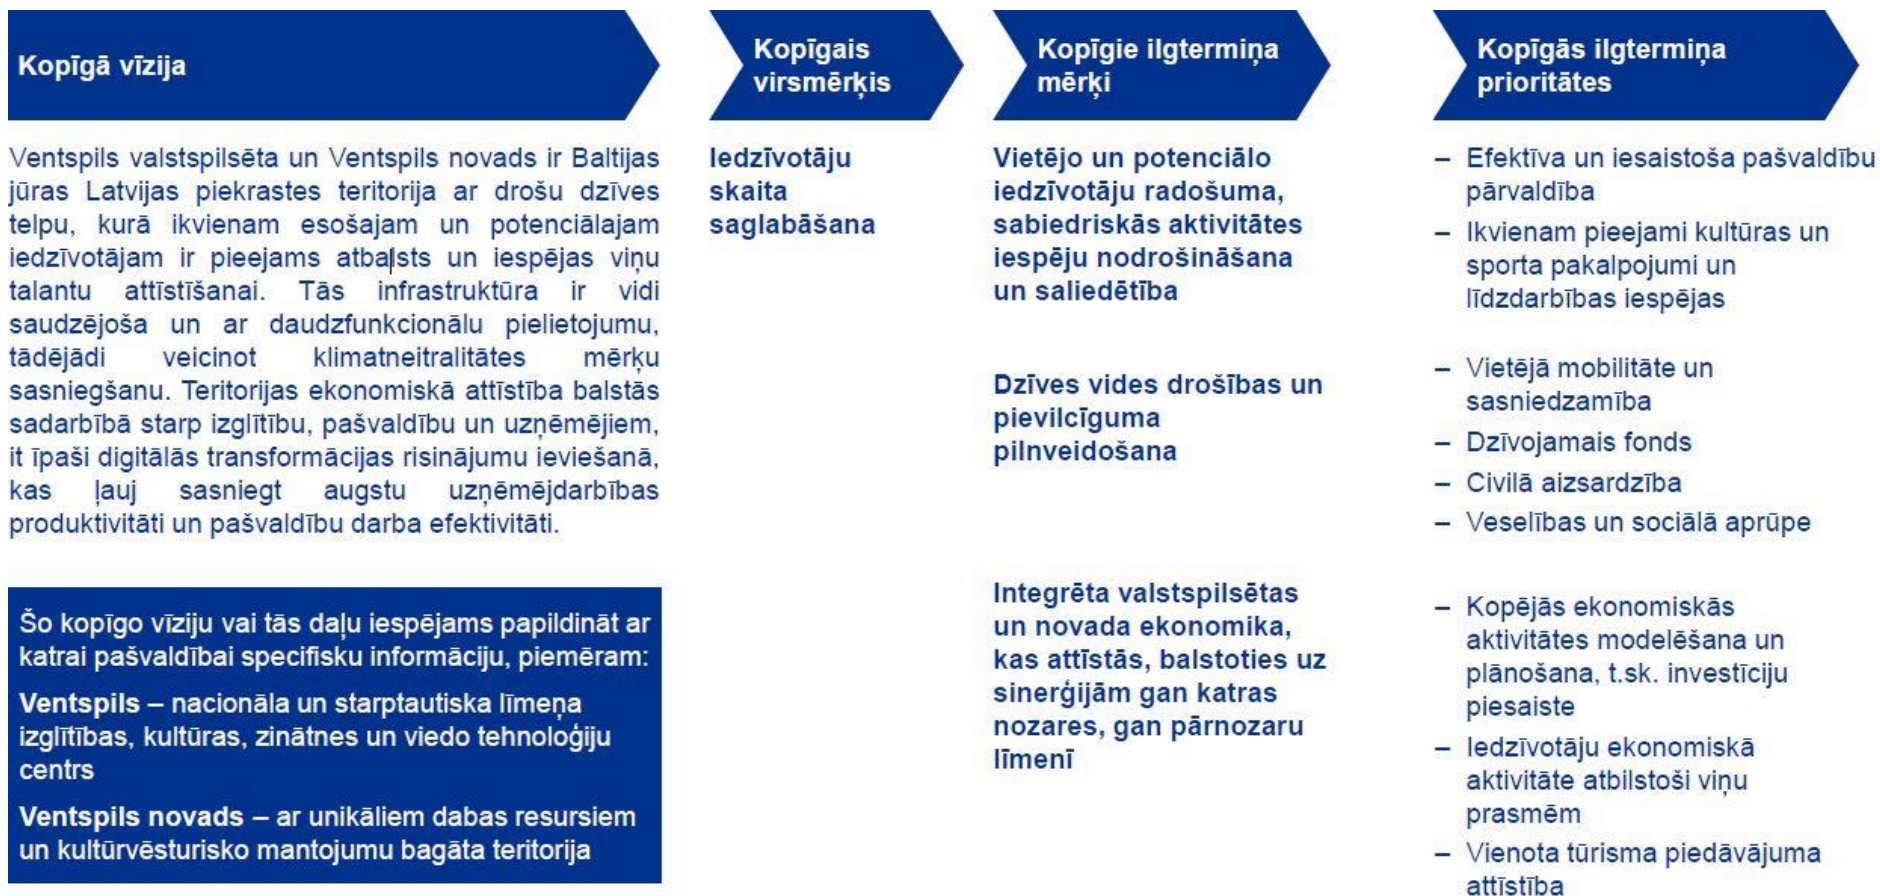 Kopīgā vīzija
Ventspils valstspilsēta un Ventspils novads ir Baltijas
jūras Latvijas piekrastes teritorija ar drošu dzīves
telpu, kurā ikvienam esošajam un potenciālajam
iedzīvotājam ir pieejams atbalsts un iespējas viņu
talantu attīstīšanai. Tās infrastruktūra ir vidi
saudzējoša un ar daudzfunkcionālu pielietojumu,
tādējādi veicinot klimatneitralitātes mērķu
sasniegšanu. Teritorijas ekonomiskā attīstība balstās
sadarbībā starp izglītību, pašvaldību un uzņēmējiem,
it īpaši digitālās transformācijas risinājumu ieviešanā,
kas ļauj sasniegt augstu uzņēmējdarbības
produktivitāti un pašvaldību darba efektivitāti.
Šo kopīgo vīziju vai tās daļu iespējams papildināt ar
katrai pašvaldībai specifisku informāciju, piemēram:
Ventspils – nacionāla un starptautiska līmeņa
izglītības, kultūras, zinātnes un viedo tehnoloģiju
centrs
Ventspils novads – ar unikāliem dabas resursiem
un kultūrvēsturisko mantojumu bagāta teritorija
Kopīgais
virsmērķis
Iedzīvotāju
skaita
saglabāšana
Kopīgie ilgtermiņa
mērķi
Vietējo un potenciālo
iedzīvotāju radošuma,
sabiedriskās aktivitātes
iespēju nodrošināšana
un saliedētība
Dzīves vides drošības un
pievilcīguma
pilnveidošana
Integrēta valstspilsētas
un novada ekonomika,
kas attīstās, balstoties uz
sinerģijām gan katras
nozares, gan pārnozaru
līmenī
Kopīgās ilgtermiņa
prioritātes
– Efektīva un iesaistoša pašvaldību
pārvaldība
– Ikvienam pieejami kultūras un
sporta pakalpojumi un
līdzdarbības iespējas
– Vietējā mobilitāte un
sasniedzamība
– Dzīvojamais fonds
– Civilā aizsardzība
– Veselības un sociālā aprūpe
– Kopējās ekonomiskās
aktivitātes modelēšana un
plānošana, t.sk. investīciju
piesaiste
– Iedzīvotāju ekonomiskā
aktivitāte atbilstoši viņu
prasmēm
– Vienota tūrisma piedāvājuma
attīstība